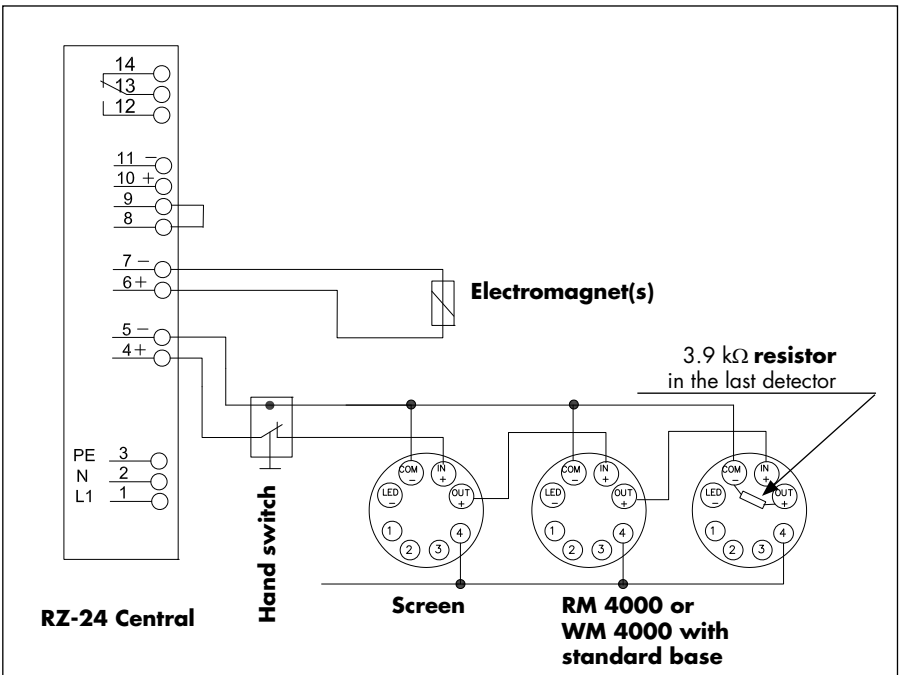 14
13
12
11 −
10 +
9
8
7 −
6+
5 −
4+
PE 3
N 2
L1 1
RZ-24 Central
Hand switch
Electromagnet(s)
3.9 kΩ resistor
in the last detector
COM − IN +
LED − OUT +
1 2 3 4
Screen
COM − IN +
LED − OUT +
1 2 3 4
RM 4000 or
WM 4000 with
standard base
COM − IN +
LED − OUT +
1 2 3 4